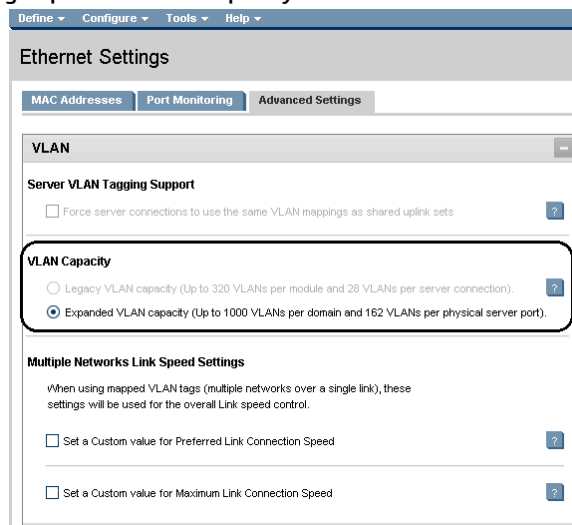 Define Configure Tools Help
Ethernet Settings
MAC Addresses Port Monitoring Advanced Settings
VLAN
Server VLAN Tagging Support
Force server connections to use the same VLAN mappings as shared uplink sets ?
VLAN Capacity
Legacy VLAN capacity (Up to 320 VLANs per module and 28 VLANs per server connection). ?
Expanded VLAN capacity (Up to 1000 VLANs per domain and 162 VLANs per physical server port).
Multiple Networks Link Speed Settings
When using mapped VLAN tags (multiple networks over a single link), these
settings will be used for the overall Link speed control.
Set a Custom value for Preferred Link Connection Speed ?
Set a Custom value for Maximum Link Connection Speed ?